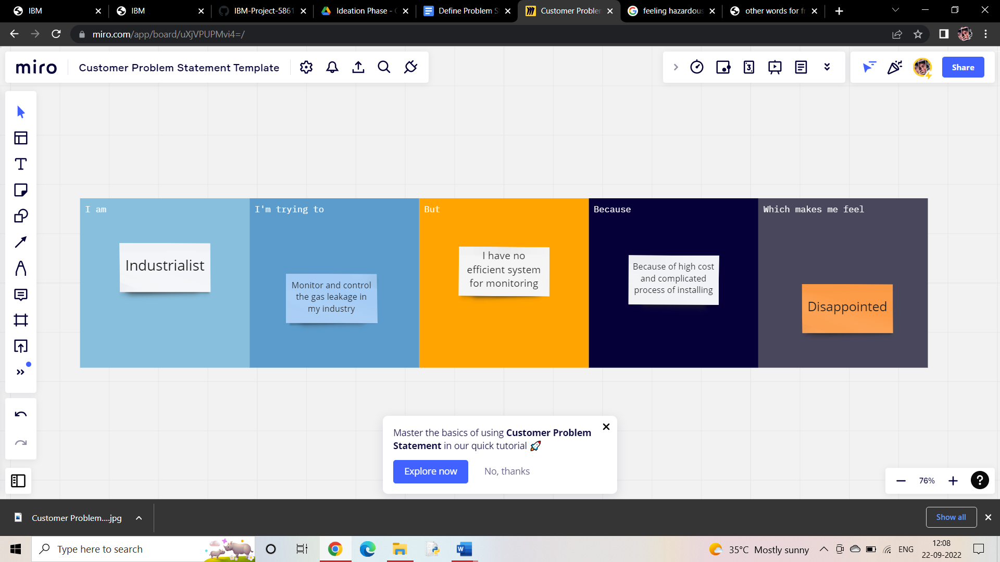 IBM
IBM
IBM-Project-5861
Ideation Phase -
Define Problem S
Customer Problem
feeling hazardous
other words for fr
miro.com/app/board/uXjVPUPMvi4=/
miro
Customer Problem Statement Template
3
Share
I am
Industrialist
I'm trying to
Monitor and control
the gas leakage in
my industry
But
I have no
efficient system
for monitoring
Because
Because of high cost
and complicated
process of installing
Which makes me feel
Disappointed
Master the basics of using Customer Problem
Statement in our quick tutorial 🚀
Explore now
No, thanks
76%
?
Customer Problem....jpg
Show all
Type here to search
35°C Mostly sunny
ENG
12:08
22-09-2022